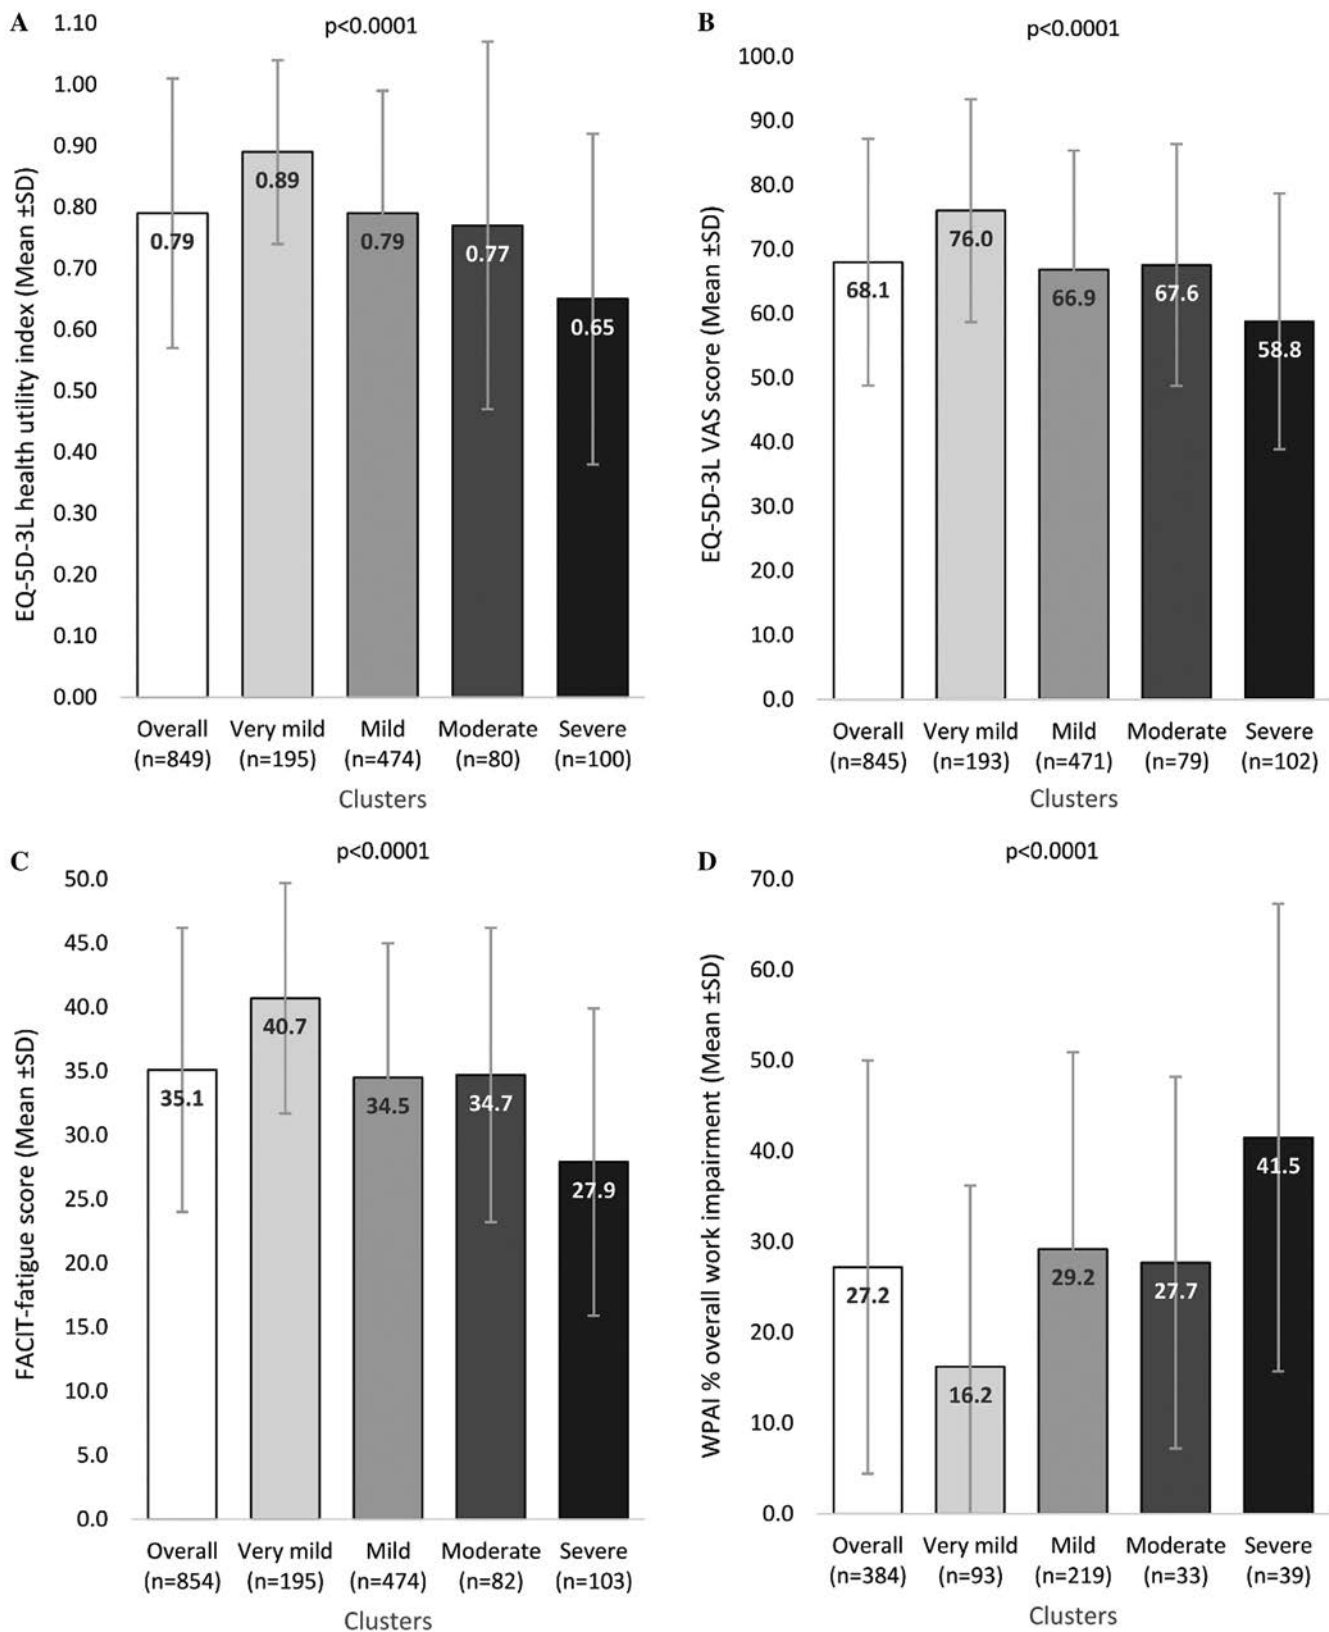 A
p<0.0001
EQ-5D-3L health utility index (Mean ±SD)
1.10
1.00
0.90
0.80
0.70
0.60
0.50
0.40
0.30
0.20
0.10
0.00
0.79
0.89
0.79
0.77
0.65
Overall Very mild Mild Moderate Severe
(n=849) (n=195) (n=474) (n=80) (n=100)
Clusters
B
p<0.0001
EQ-5D-3L VAS score (Mean ±SD)
100.0
90.0
80.0
70.0
60.0
50.0
40.0
30.0
20.0
10.0
0.0
68.1
76.0
66.9
67.6
58.8
Overall Very mild Mild Moderate Severe
(n=845) (n=193) (n=471) (n=79) (n=102)
Clusters
C
p<0.0001
FACIT-fatigue score (Mean ±SD)
50.0
45.0
40.0
35.0
30.0
25.0
20.0
15.0
10.0
5.0
0.0
35.1
40.7
34.5
34.7
27.9
Overall Very mild Mild Moderate Severe
(n=854) (n=195) (n=474) (n=82) (n=103)
Clusters
D
p<0.0001
WPAI % overall work impairment (Mean ±SD)
70.0
60.0
50.0
40.0
30.0
20.0
10.0
0.0
27.2
16.2
29.2
27.7
41.5
Overall Very mild Mild Moderate Severe
(n=384) (n=93) (n=219) (n=33) (n=39)
Clusters